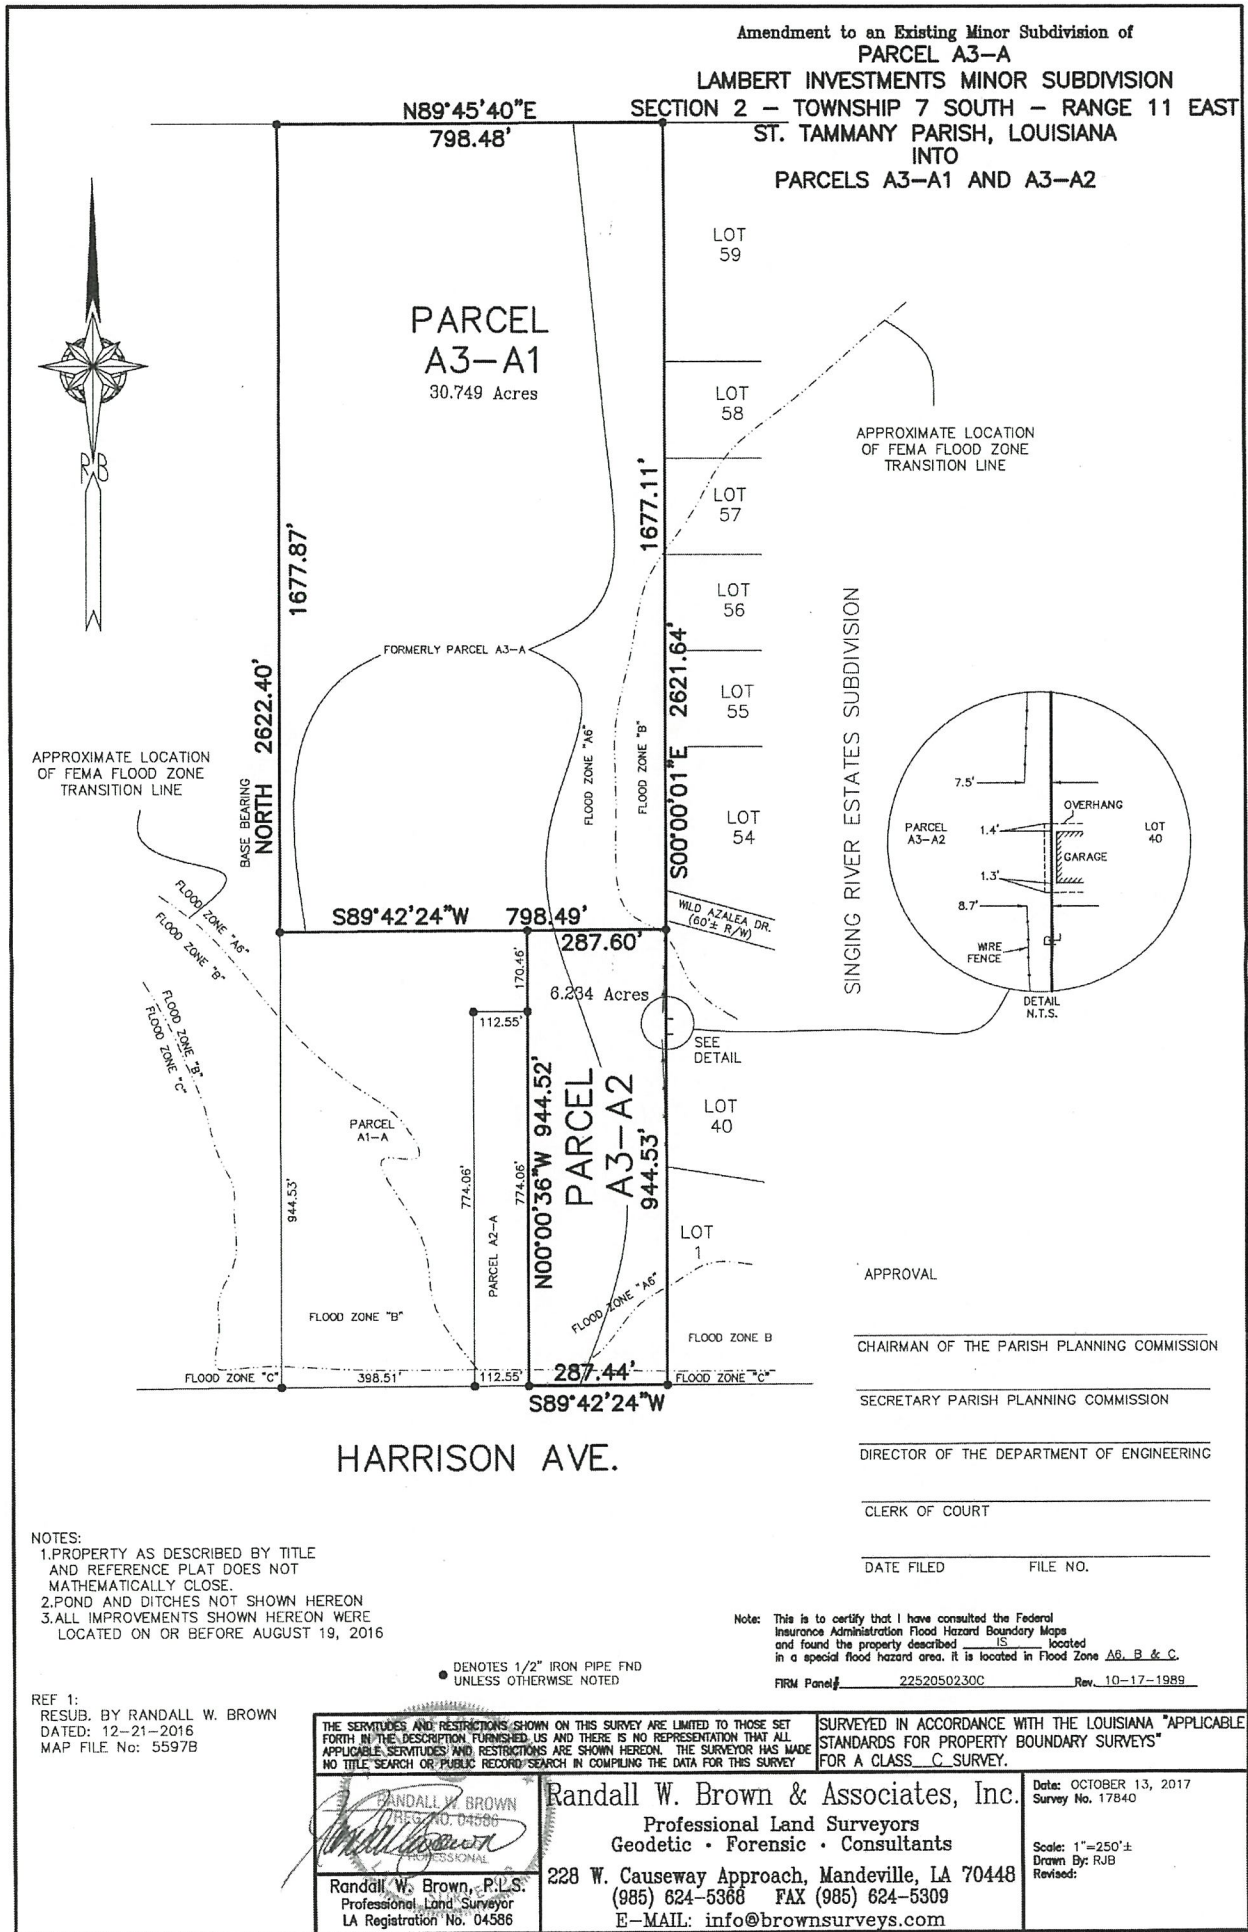 Amendment to an Existing Minor Subdivision of
PARCEL A3-A
LAMBERT INVESTMENTS MINOR SUBDIVISION
SECTION 2 - TOWNSHIP 7 SOUTH - RANGE 11 EAST
ST. TAMMANY PARISH, LOUISIANA
INTO
PARCELS A3-A1 AND A3-A2
N89°45'40"E
798.48'
LOT
59
PARCEL
A3-A1
30.749 Acres
LOT
58
APPROXIMATE LOCATION
OF FEMA FLOOD ZONE
TRANSITION LINE
RB
LOT
57
1677.11'
1677.87'
LOT
56
FORMERLY PARCEL A3-A
LOT
55
SINGING RIVER ESTATES SUBDIVISION
S00°00'01"E 2621.64'
BASE BEARING
NORTH 2622.40'
FLOOD ZONE "A6"
FLOOD ZONE "B"
APPROXIMATE LOCATION
OF FEMA FLOOD ZONE
TRANSITION LINE
LOT
54
7.5'
OVERHANG
PARCEL
A3-A2
1.4'
LOT
40
GARAGE
1.3'
8.7'
WIRE
FENCE
DETAIL
N.T.S.
FLOOD ZONE "A6"
FLOOD ZONE "B"
WILD AZALEA DR.
(60'± R/W)
S89°42'24"W 798.49'
287.60'
170.46'
6.234 Acres
FLOOD ZONE "B"
FLOOD ZONE "C"
112.55'
SEE
DETAIL
PARCEL
A3-A2
N00°00'36"W 944.52'
944.53'
LOT
40
PARCEL
A1-A
944.53'
774.06'
774.06'
PARCEL A2-A
LOT
1
FLOOD ZONE "A6"
FLOOD ZONE "B"
FLOOD ZONE B
FLOOD ZONE "C"
398.51'
112.55'
287.44'
FLOOD ZONE "C"
S89°42'24"W
HARRISON AVE.
APPROVAL
CHAIRMAN OF THE PARISH PLANNING COMMISSION
SECRETARY PARISH PLANNING COMMISSION
DIRECTOR OF THE DEPARTMENT OF ENGINEERING
CLERK OF COURT
DATE FILED FILE NO.
NOTES:
1.PROPERTY AS DESCRIBED BY TITLE
AND REFERENCE PLAT DOES NOT
MATHEMATICALLY CLOSE.
2.POND AND DITCHES NOT SHOWN HEREON
3.ALL IMPROVEMENTS SHOWN HEREON WERE
LOCATED ON OR BEFORE AUGUST 19, 2016
Note: This is to certify that I have consulted the Federal
Insurance Administration Flood Hazard Boundary Maps
and found the property described IS located
in a special flood hazard area. it is located in Flood Zone A6, B & C.
FIRM Panel# 2252050230C Rev. 10-17-1989
DENOTES 1/2" IRON PIPE FND
UNLESS OTHERWISE NOTED
REF 1:
RESUB. BY RANDALL W. BROWN
DATED: 12-21-2016
MAP FILE No: 5597B
THE SERVITUDES AND RESTRICTIONS SHOWN ON THIS SURVEY ARE LIMITED TO THOSE SET
FORTH IN THE DESCRIPTION FURNISHED US AND THERE IS NO REPRESENTATION THAT ALL
APPLICABLE SERVITUDES AND RESTRICTIONS ARE SHOWN HEREON. THE SURVEYOR HAS MADE
NO TITLE SEARCH OR PUBLIC RECORD SEARCH IN COMPILING THE DATA FOR THIS SURVEY
SURVEYED IN ACCORDANCE WITH THE LOUISIANA "APPLICABLE
STANDARDS FOR PROPERTY BOUNDARY SURVEYS"
FOR A CLASS C SURVEY.
RANDALL W. BROWN
REG. NO. 04586
PROFESSIONAL
Randall W. Brown, P.L.S.
Professional Land Surveyor
LA Registration No. 04586
Randall W. Brown & Associates, Inc.
Professional Land Surveyors
Geodetic • Forensic • Consultants
228 W. Causeway Approach, Mandeville, LA 70448
(985) 624-5368 FAX (985) 624-5309
E-MAIL: info@brownsurveys.com
Date: OCTOBER 13, 2017
Survey No. 17840
Scale: 1"=250'±
Drawn By: RJB
Revised: